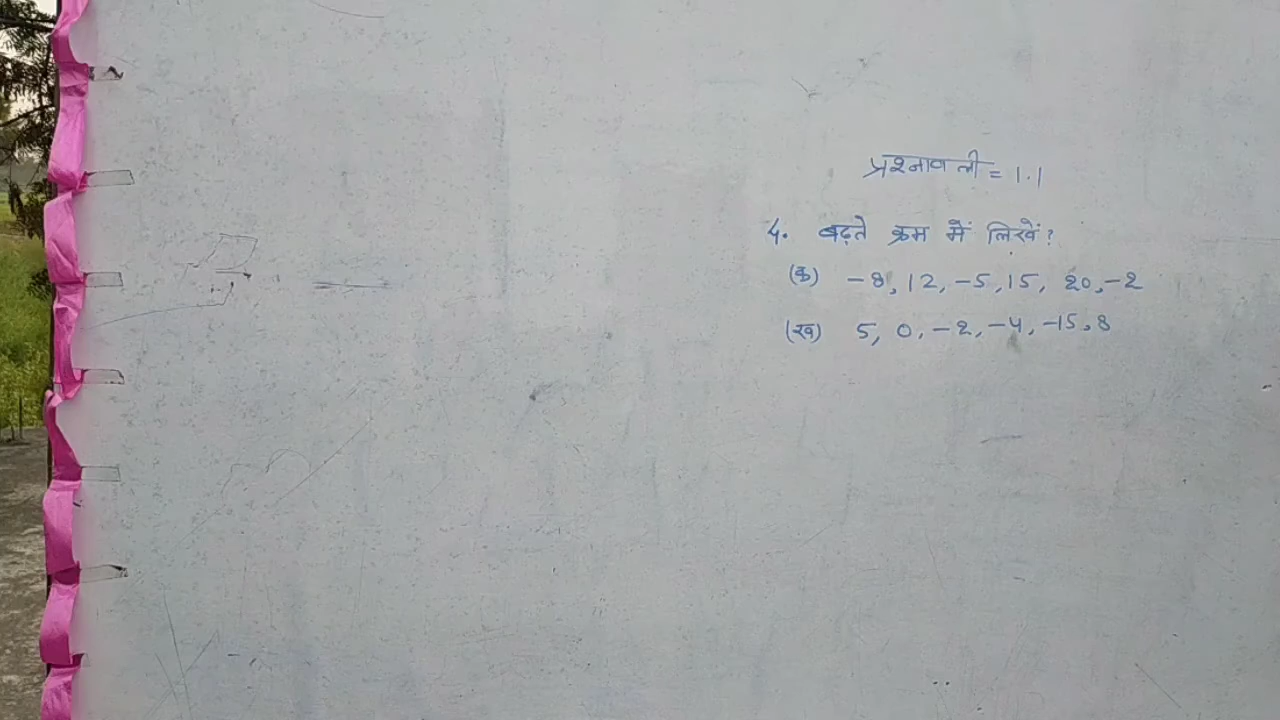 प्रश्नावली = 1.1
4. बढ़ते क्रम में लिखें?
(क) -8, 12, -5, 15, 20, -2
(ख) 5, 0, -2, -4, -15, 8